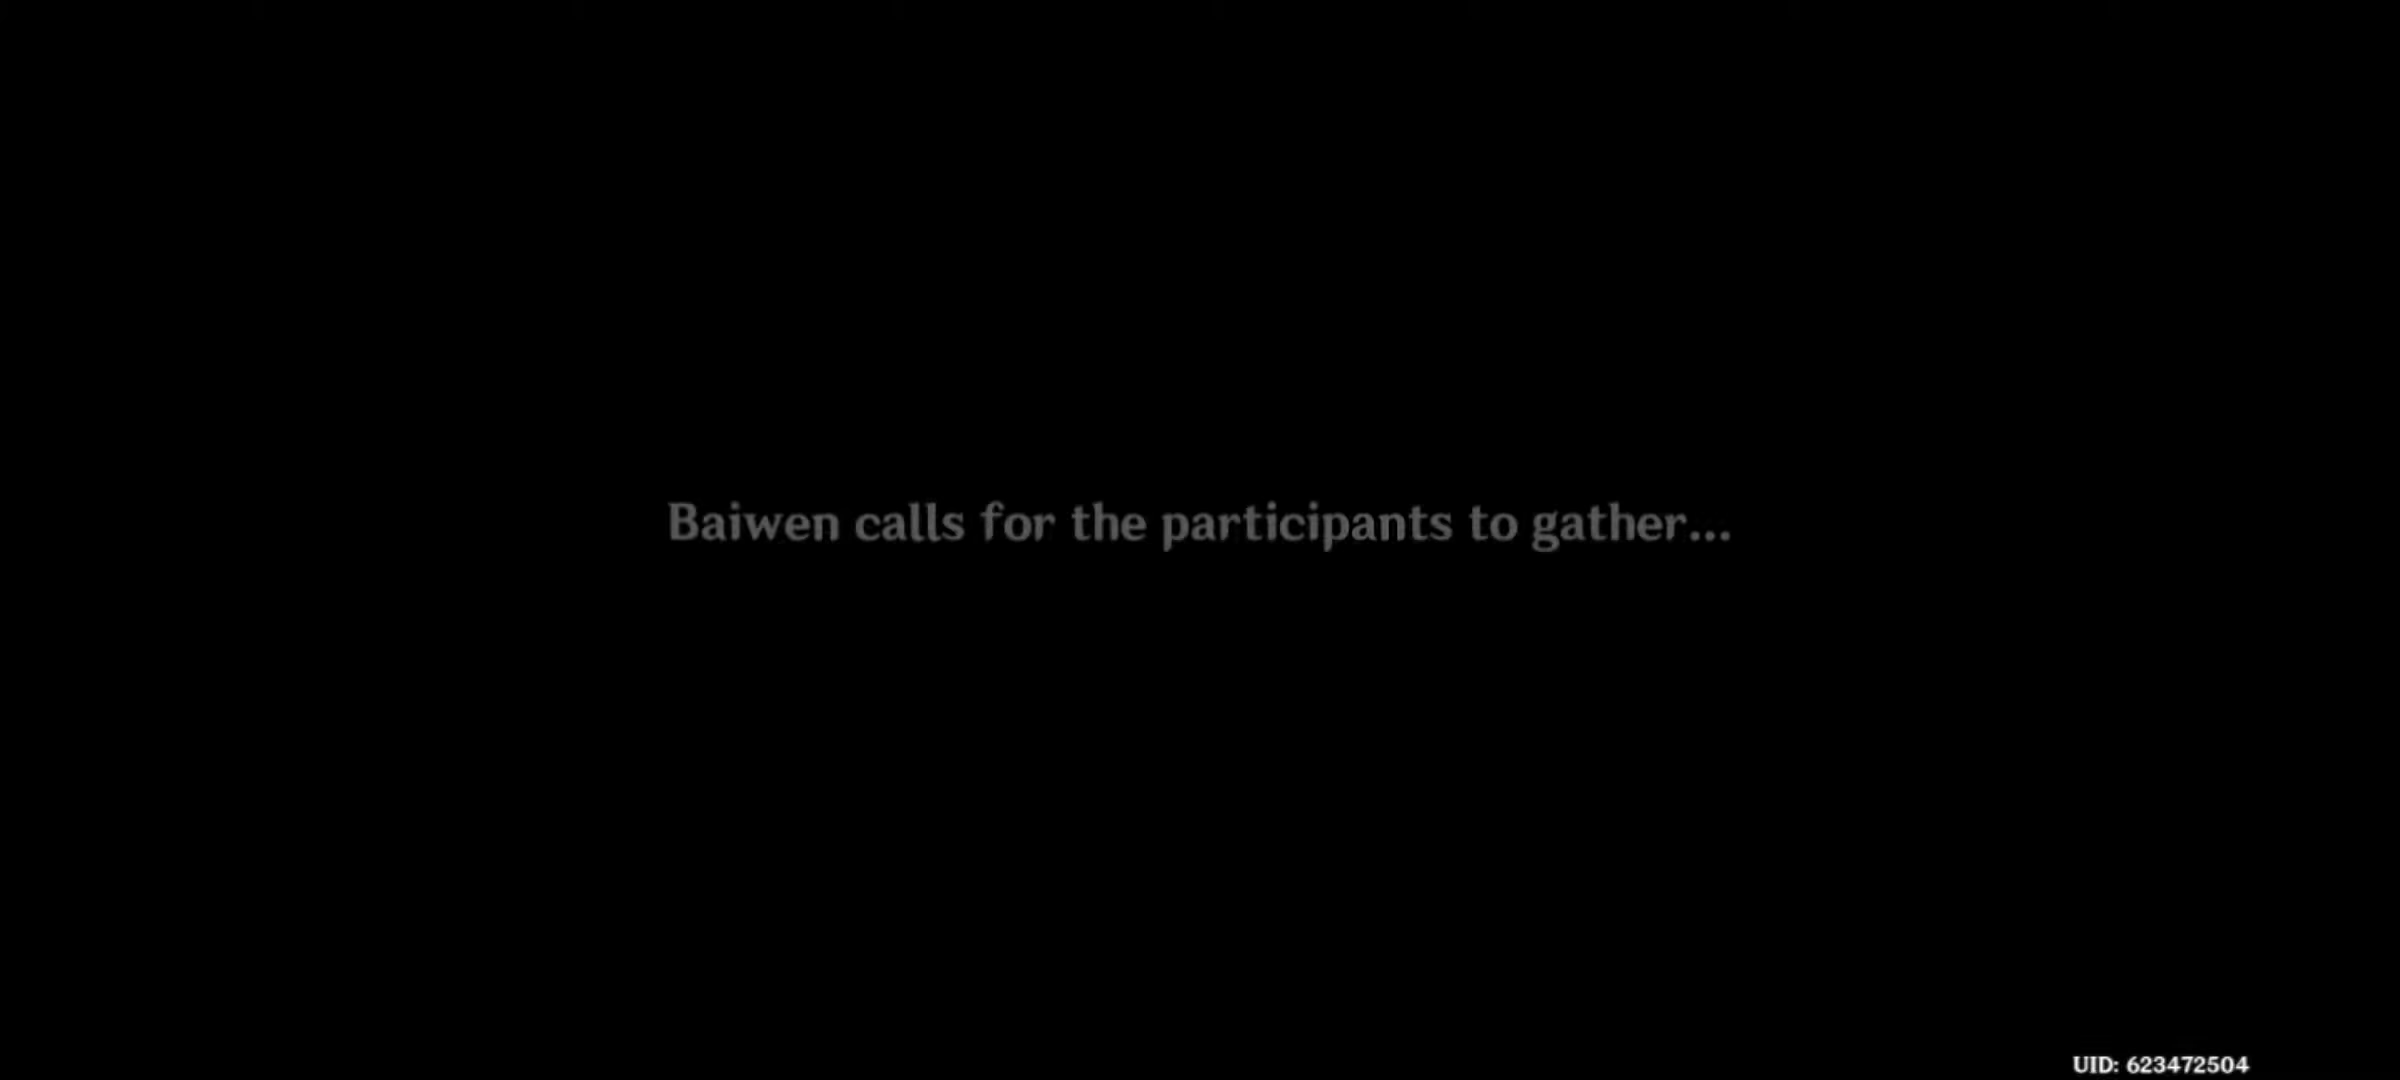 Baiwen calls for the participants to gather...
UID: 623472504